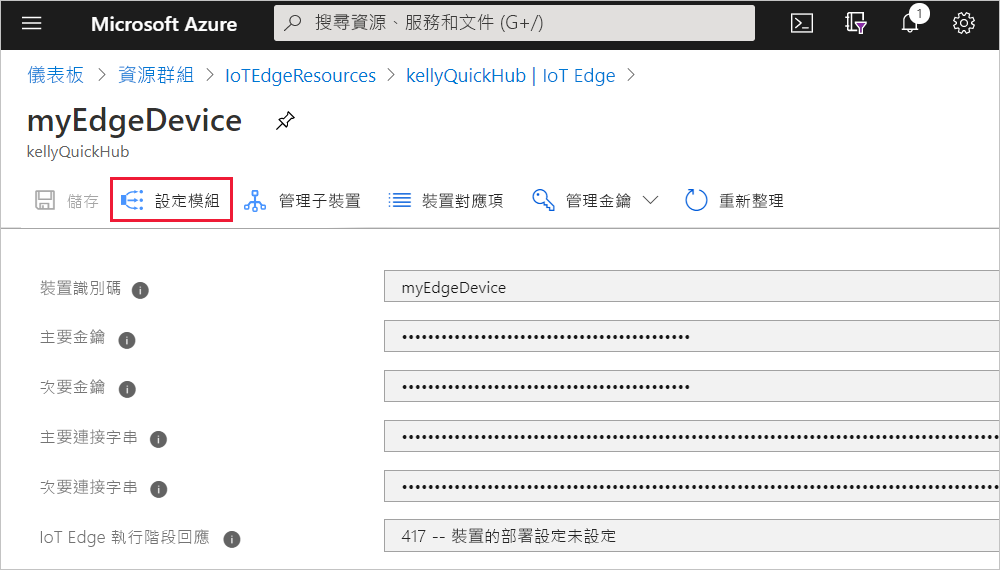 Microsoft Azure
搜尋資源、服務和文件 (G+/)
1
儀表板 > 資源群組 > IoTEdgeResources > kellyQuickHub | IoT Edge >
myEdgeDevice
kellyQuickHub
儲存 設定模組 管理子裝置 裝置對應項 管理金鑰 重新整理
裝置識別碼 myEdgeDevice
主要金鑰
次要金鑰
主要連接字串
次要連接字串
IoT Edge 執行階段回應 417 -- 裝置的部署設定未設定